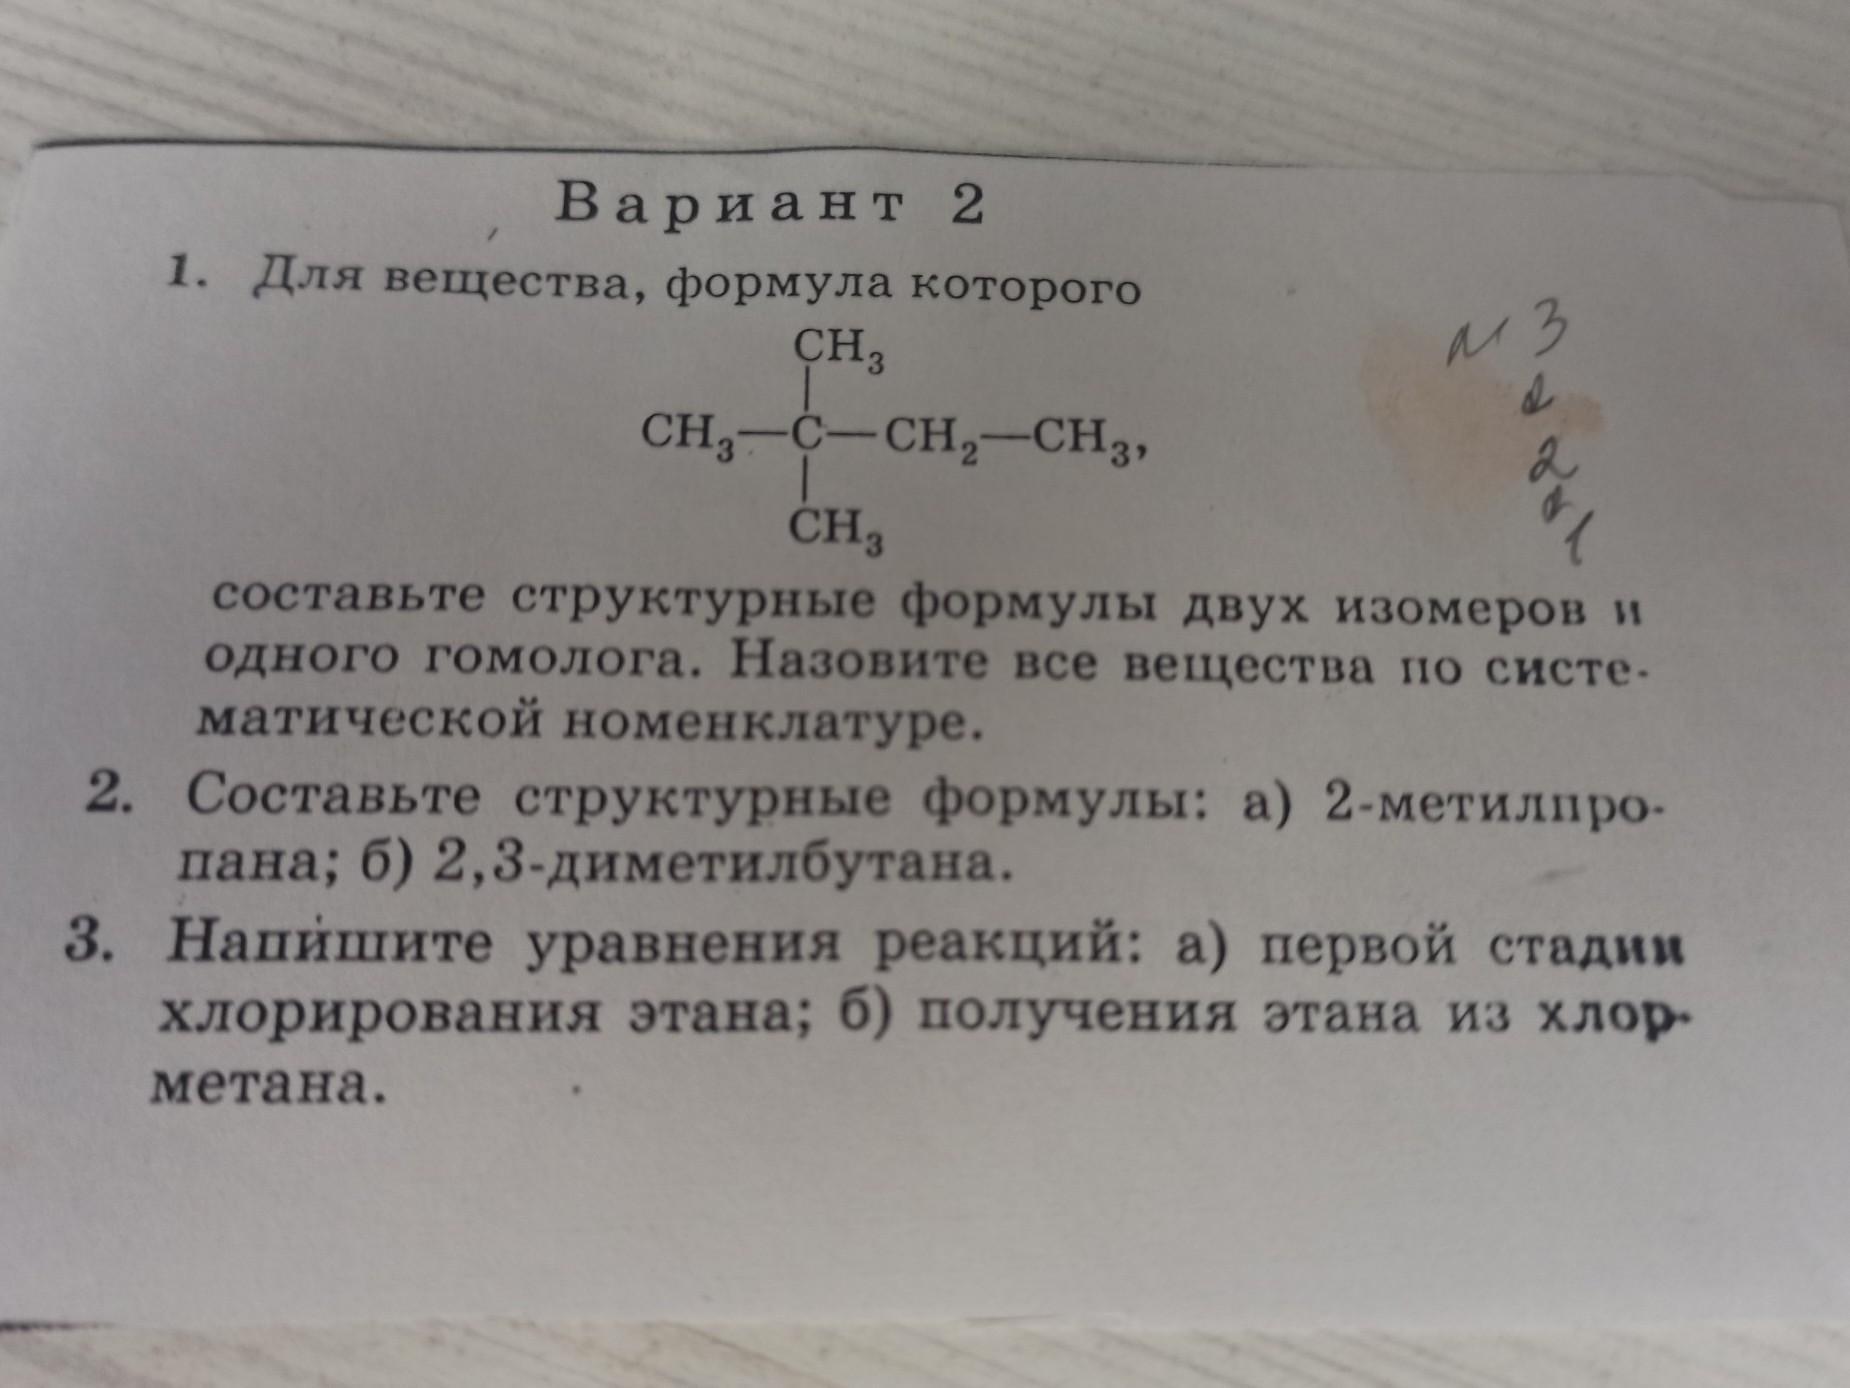 Вариант 2
1. Для вещества, формула которого
CH₃
CH₃—C—CH₂—CH₃,
CH₃
составьте структурные формулы двух изомеров и
одного гомолога. Назовите все вещества по систе-
матической номенклатуре.
2. Составьте структурные формулы: а) 2-метилпро-
пана; б) 2,3-диметилбутана.
3. Напишите уравнения реакций: а) первой стадии
хлорирования этана; б) получения этана из хлор-
метана.
3
2
1